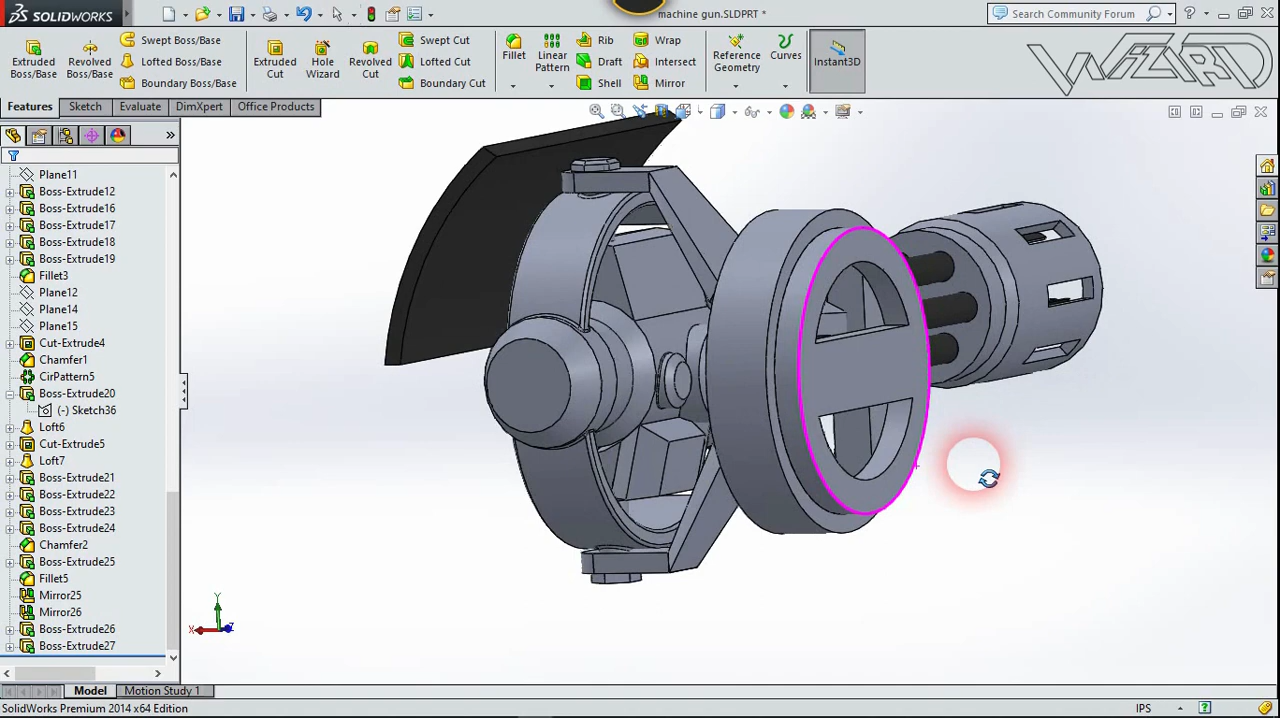 SOLIDWORKS
machine gun.SLDPRT *
Search Community Forum
Extruded Boss/Base
Revolved Boss/Base
Swept Boss/Base
Lofted Boss/Base
Boundary Boss/Base
Extruded Cut
Hole Wizard
Revolved Cut
Swept Cut
Lofted Cut
Boundary Cut
Fillet
Linear Pattern
Rib
Draft
Shell
Wrap
Intersect
Mirror
Reference Geometry
Curves
Instant3D
WIZARD
Features
Sketch
Evaluate
DimXpert
Office Products
Plane11
Boss-Extrude12
Boss-Extrude16
Boss-Extrude17
Boss-Extrude18
Boss-Extrude19
Fillet3
Plane12
Plane14
Plane15
Cut-Extrude4
Chamfer1
CirPattern5
Boss-Extrude20
(-) Sketch36
Loft6
Cut-Extrude5
Loft7
Boss-Extrude21
Boss-Extrude22
Boss-Extrude23
Boss-Extrude24
Chamfer2
Boss-Extrude25
Fillet5
Mirror25
Mirror26
Boss-Extrude26
Boss-Extrude27
Y
X
Z
Model
Motion Study 1
SolidWorks Premium 2014 x64 Edition
IPS